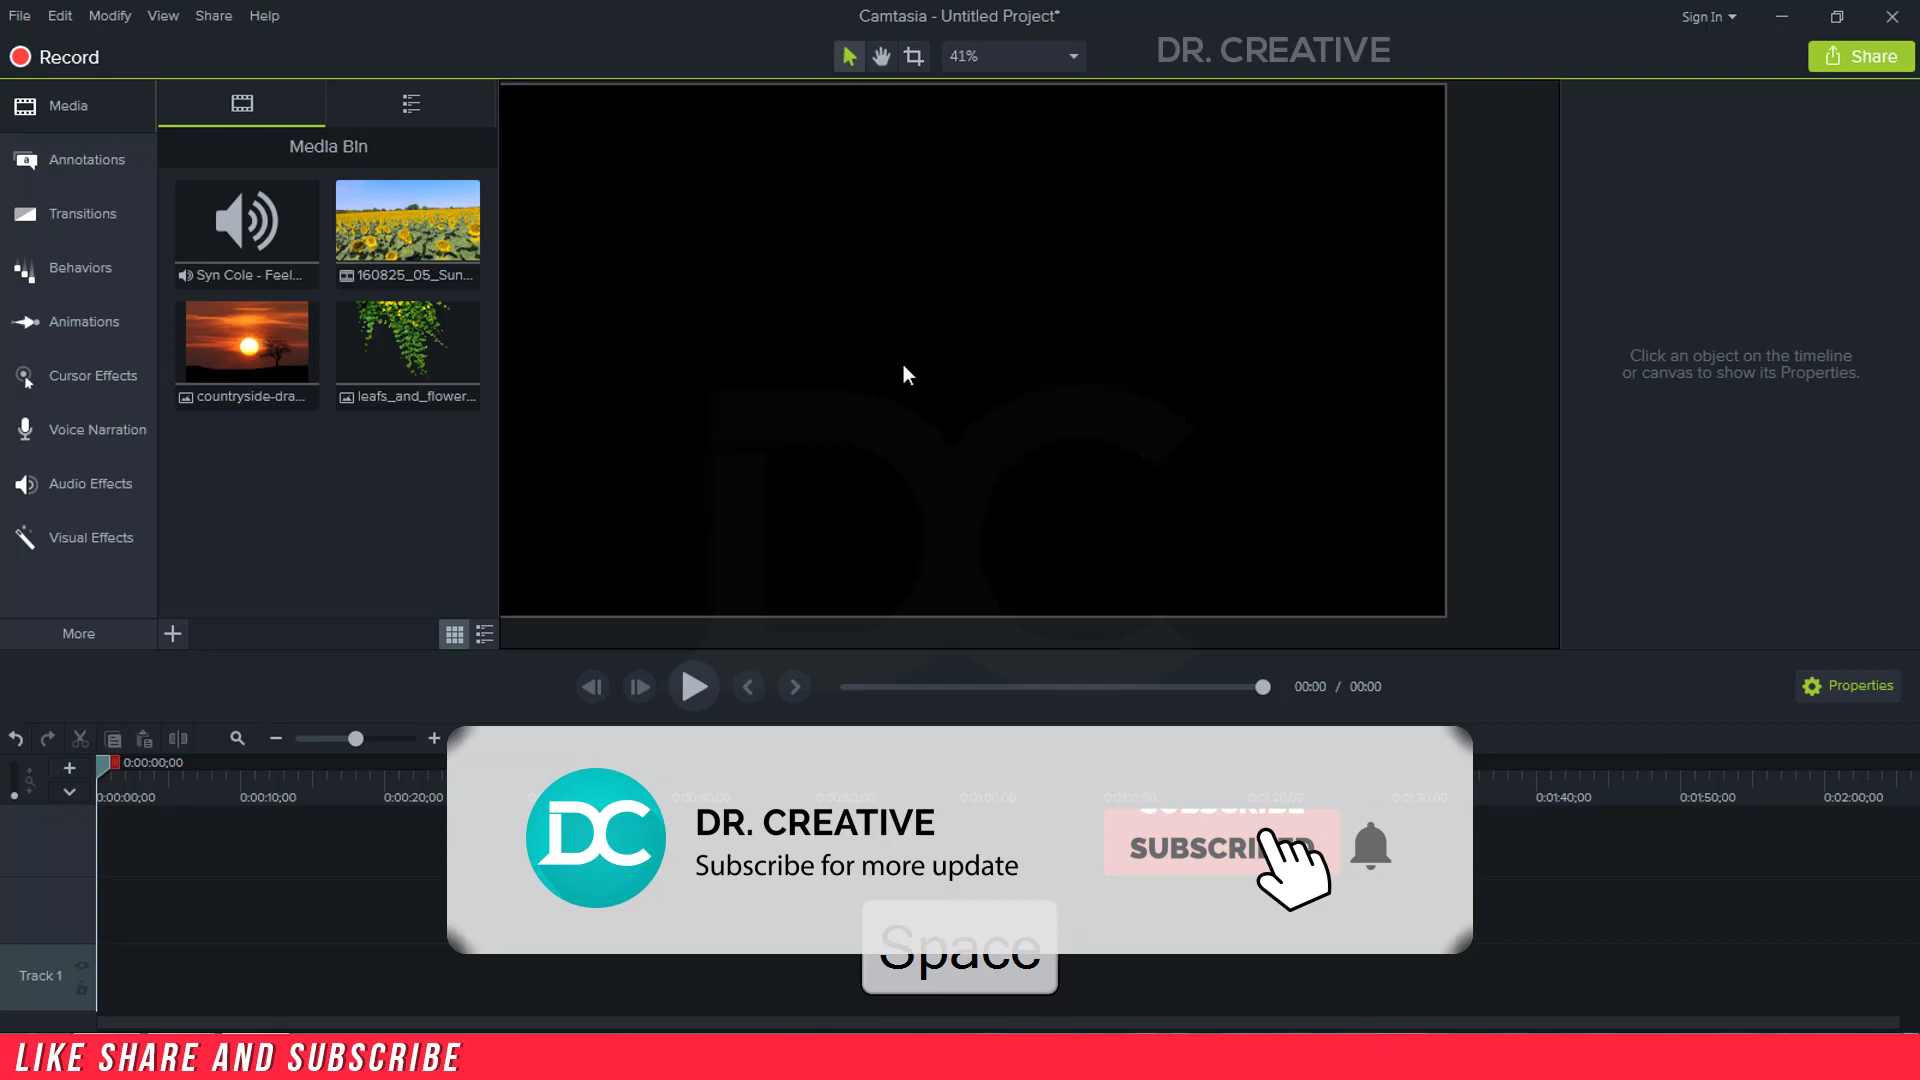 File Edit Modify View Share Help
Camtasia - Untitled Project*
Sign In
Record
41%
DR. CREATIVE
Share
Media
Annotations
Transitions
Behaviors
Animations
Cursor Effects
Voice Narration
Audio Effects
Visual Effects
More
Media Bin
Syn Cole - Feel...
160825_05_Sun...
countryside-dra...
leafs_and_flower...
Click an object on the timeline
or canvas to show its Properties.
DC
00:00 / 00:00
Properties
0:00:00;00
0:00:00;00 0:00:10;00 0:00:20;00 0:01:40;00 0:01:50;00 0:02:00;00
DC
DR. CREATIVE
Subscribe for more update
SUBSCRIBE
Space
Track 1
LIKE SHARE AND SUBSCRIBE